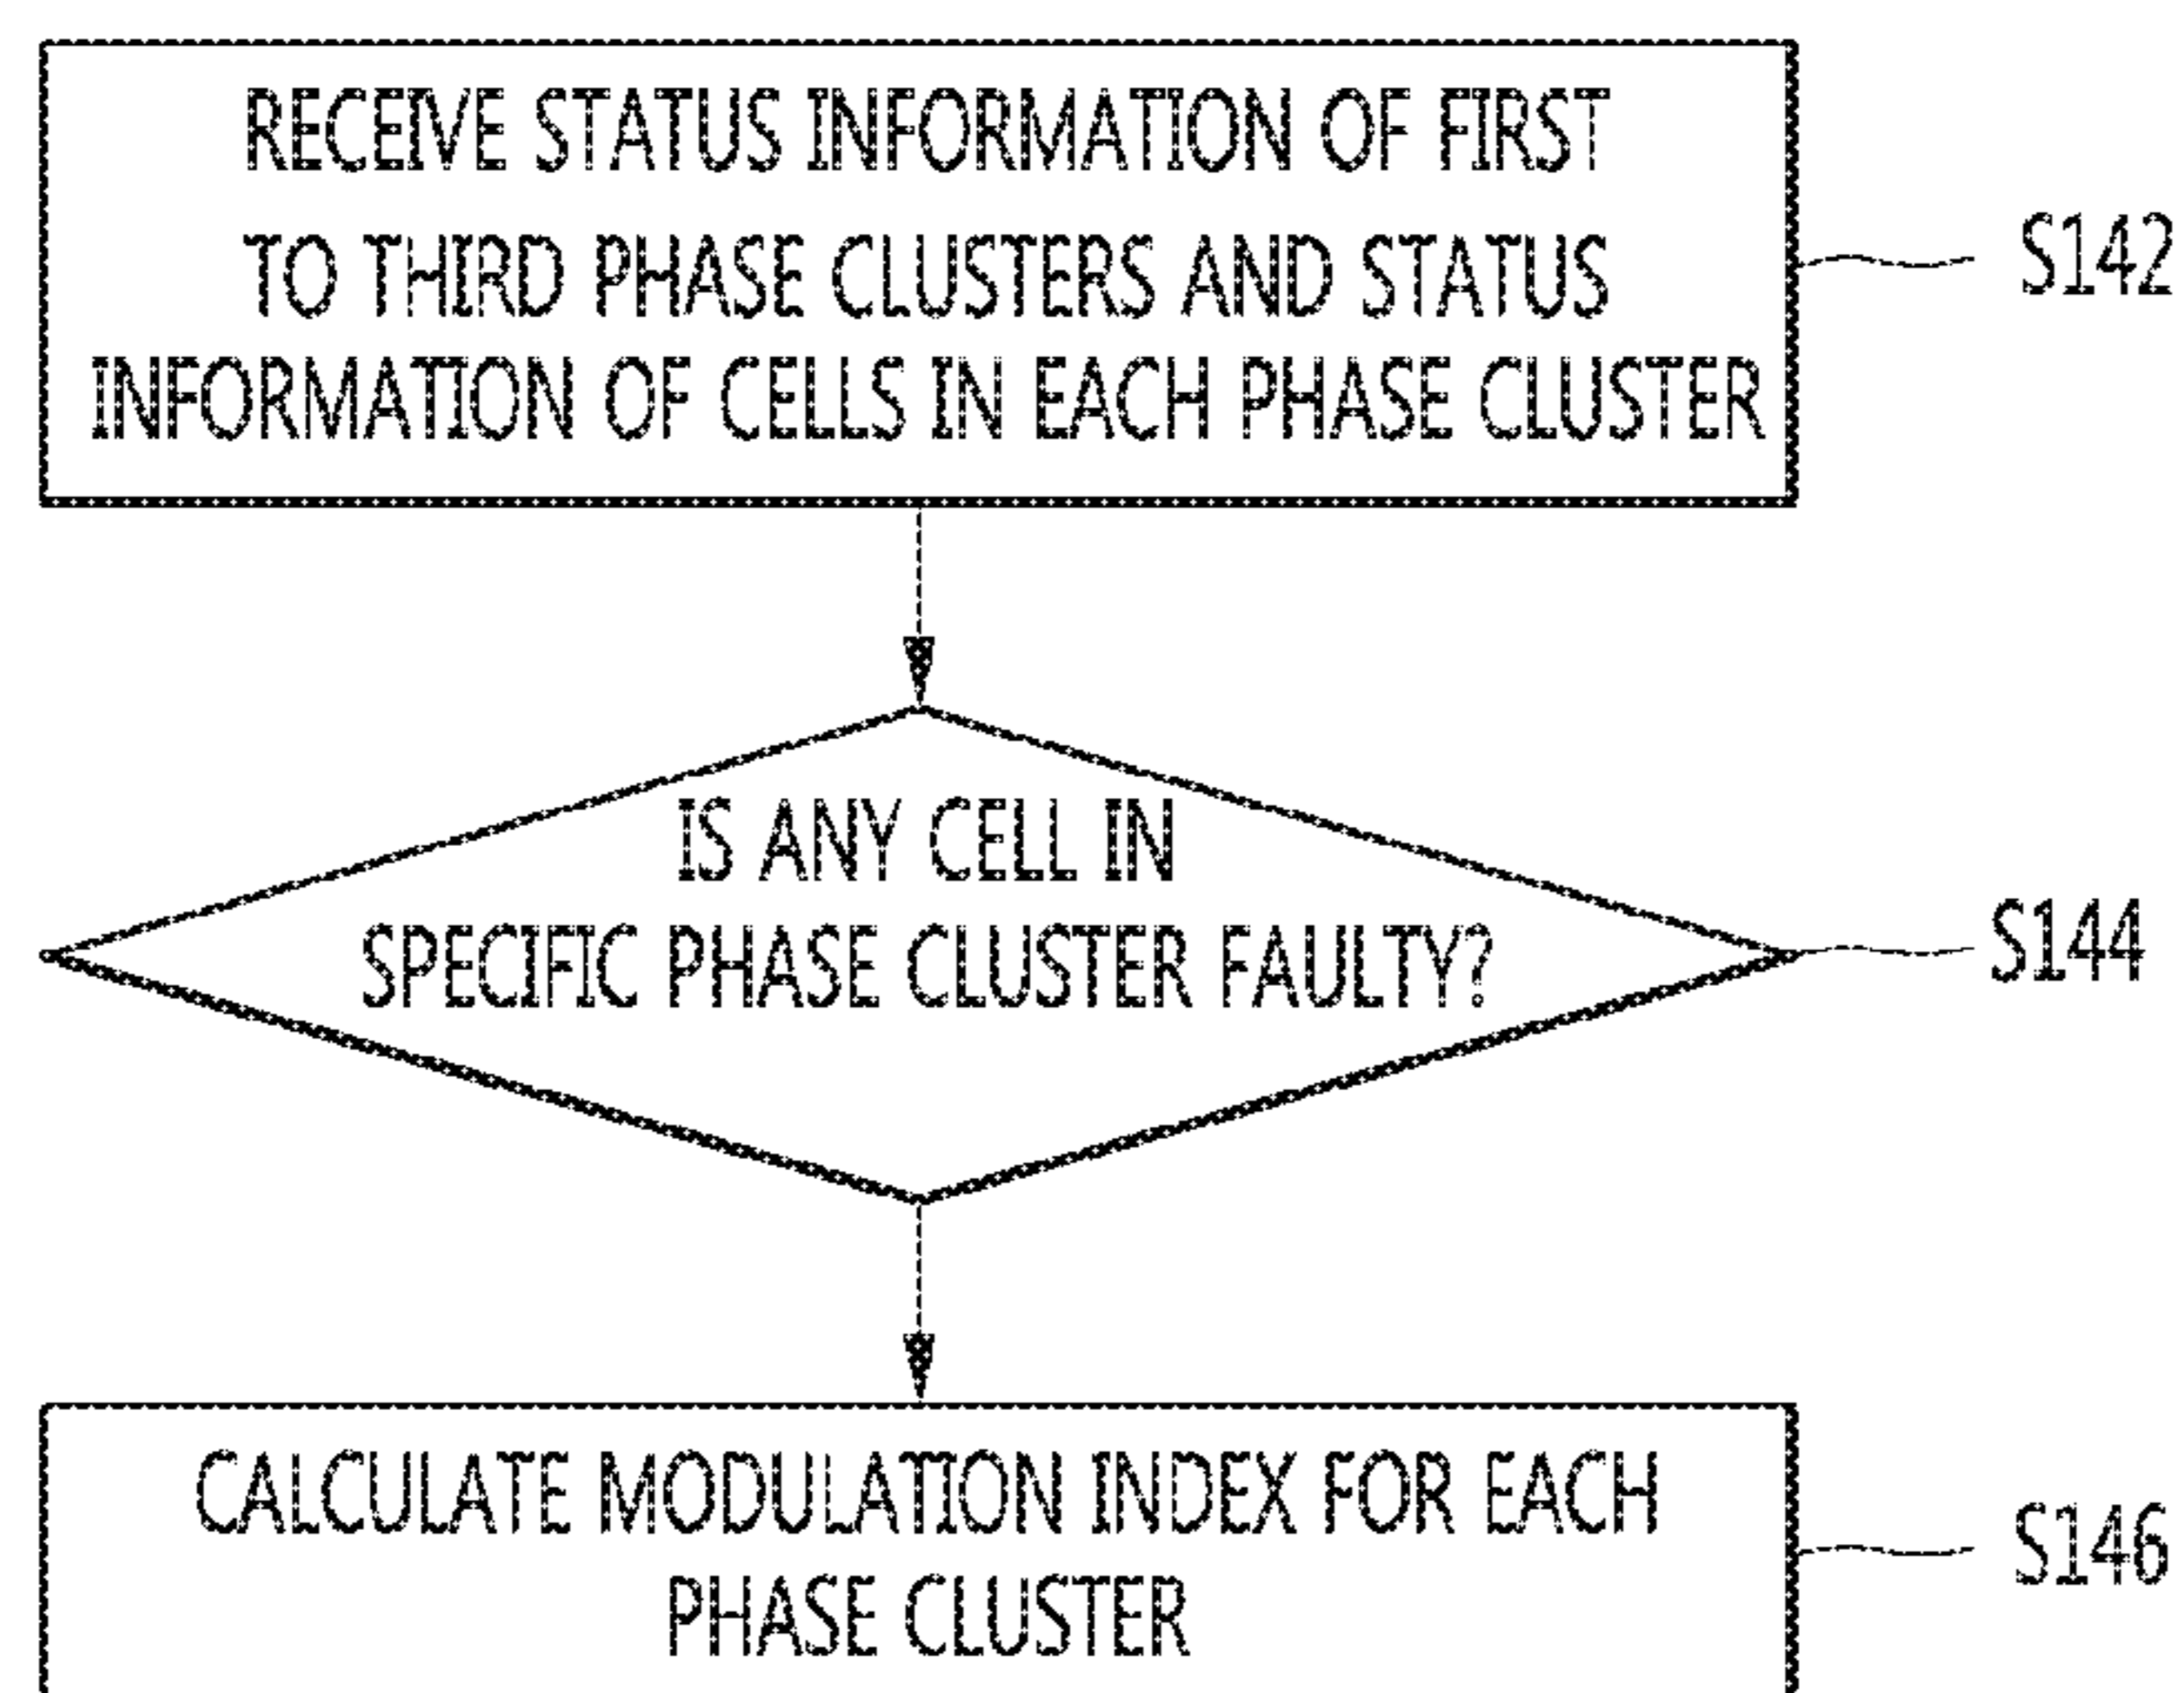 RECEIVE STATUS INFORMATION OF FIRST
TO THIRD PHASE CLUSTERS AND STATUS
INFORMATION OF CELLS IN EACH PHASE CLUSTER
S142
IS ANY CELL IN
SPECIFIC PHASE CLUSTER FAULTY?
S144
CALCULATE MODULATION INDEX FOR EACH
PHASE CLUSTER
S146